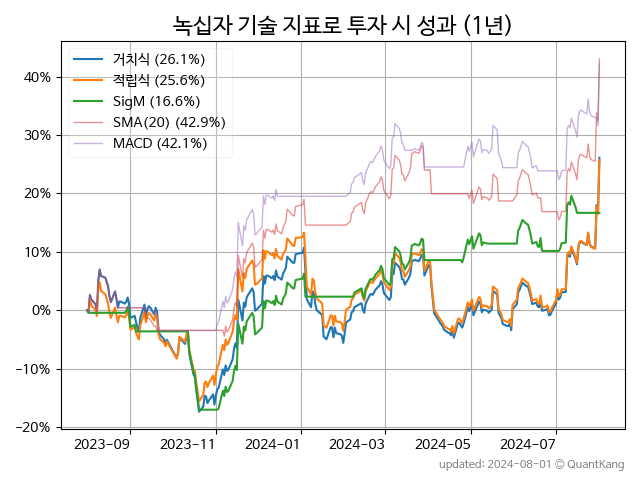 녹십자 기술 지표로 투자 시 성과 (1년)
거치식 (26.1%)
적립식 (25.6%)
SigM (16.6%)
SMA(20) (42.9%)
MACD (42.1%)
40%
30%
20%
10%
0%
−10%
−20%
2023-09 2023-11 2024-01 2024-03 2024-05 2024-07
updated: 2024-08-01 © QuantKang